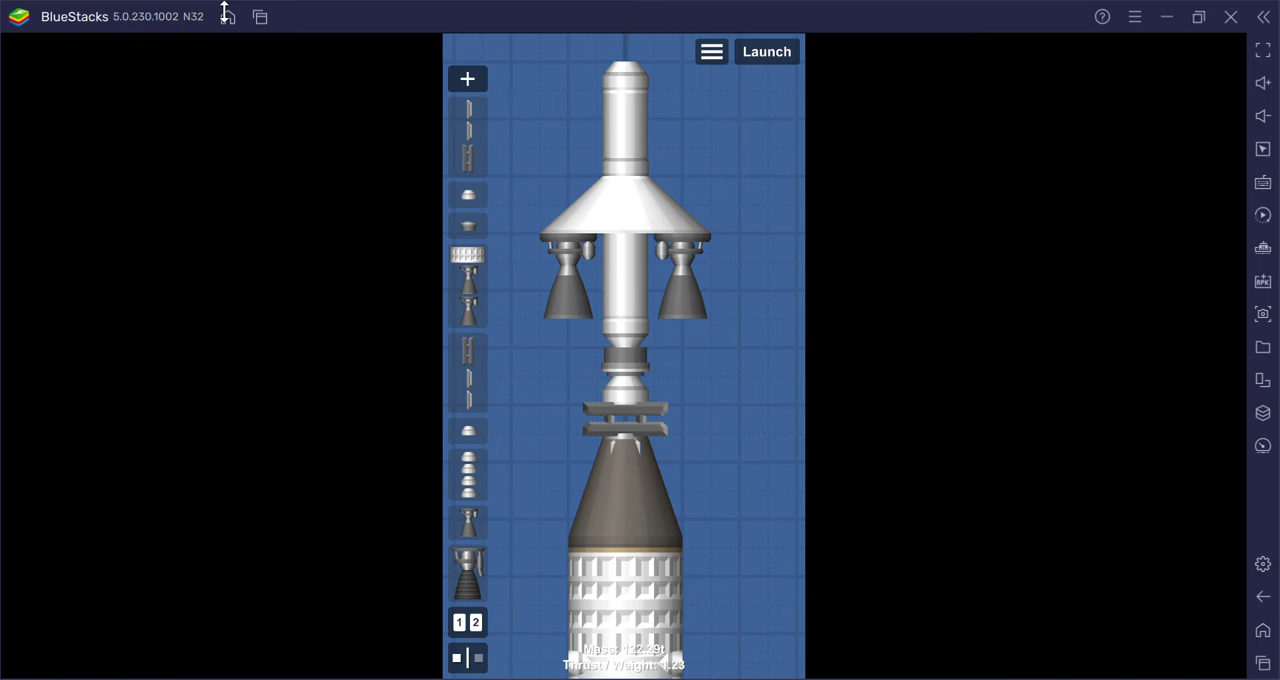 BlueStacks 5.0.230.1002 N32
Launch
+
1 2
Mass: 122.29t
Thrust / Weight: 1.23